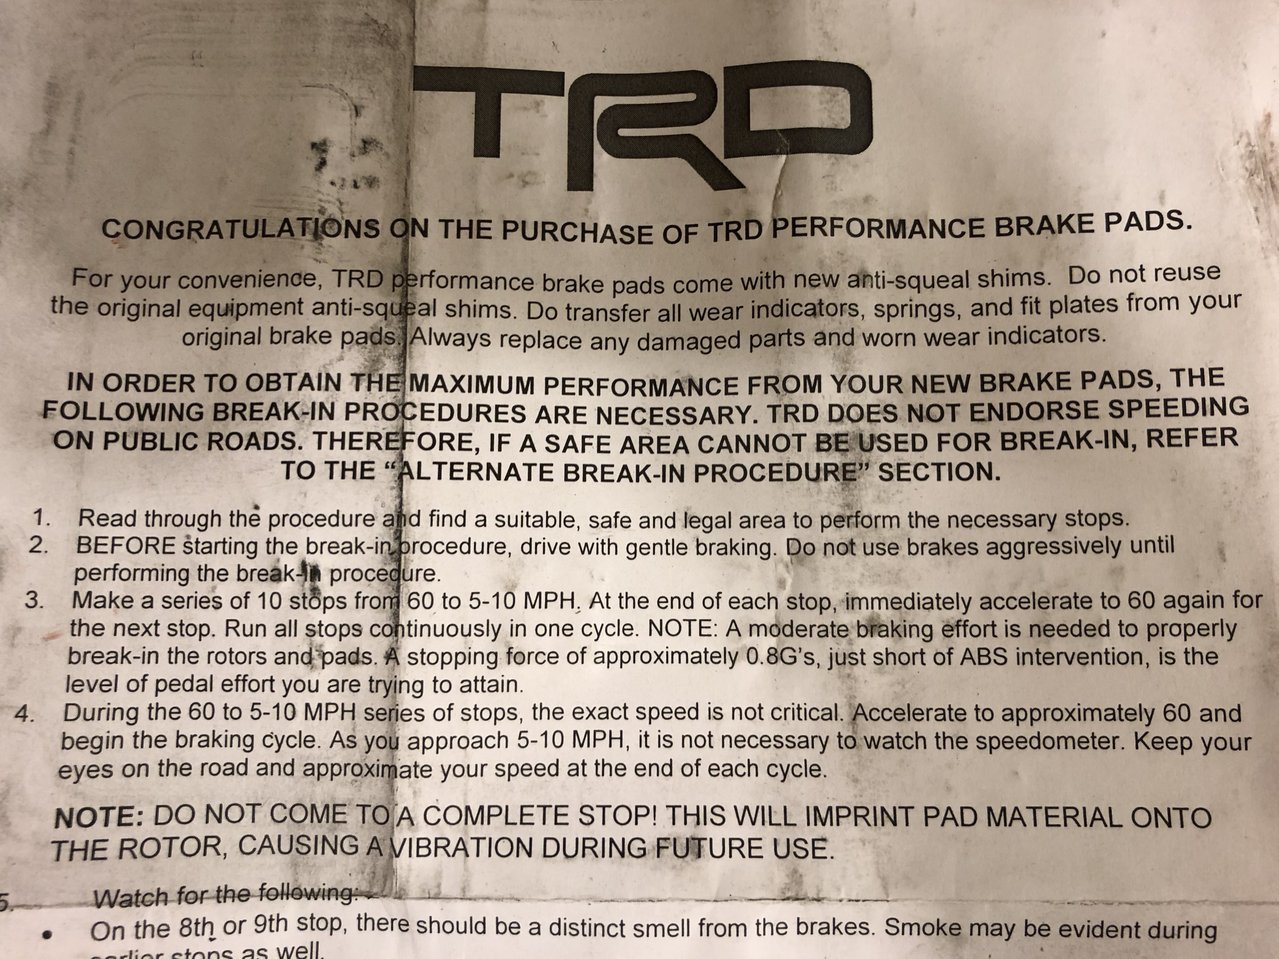 TRD
CONGRATULATIONS ON THE PURCHASE OF TRD PERFORMANCE BRAKE PADS.
For your convenience, TRD performance brake pads come with new anti-squeal shims. Do not reuse
the original equipment anti-squeal shims. Do transfer all wear indicators, springs, and fit plates from your
original brake pads. Always replace any damaged parts and worn wear indicators.
IN ORDER TO OBTAIN THE MAXIMUM PERFORMANCE FROM YOUR NEW BRAKE PADS, THE
FOLLOWING BREAK-IN PROCEDURES ARE NECESSARY. TRD DOES NOT ENDORSE SPEEDING
ON PUBLIC ROADS. THEREFORE, IF A SAFE AREA CANNOT BE USED FOR BREAK-IN, REFER
TO THE “ALTERNATE BREAK-IN PROCEDURE” SECTION.
1. Read through the procedure and find a suitable, safe and legal area to perform the necessary stops.
2. BEFORE starting the break-in procedure, drive with gentle braking. Do not use brakes aggressively until
performing the break-in procedure.
3. Make a series of 10 stops from 60 to 5-10 MPH. At the end of each stop, immediately accelerate to 60 again for
the next stop. Run all stops continuously in one cycle. NOTE: A moderate braking effort is needed to properly
break-in the rotors and pads. A stopping force of approximately 0.8G's, just short of ABS intervention, is the
level of pedal effort you are trying to attain.
4. During the 60 to 5-10 MPH series of stops, the exact speed is not critical. Accelerate to approximately 60 and
begin the braking cycle. As you approach 5-10 MPH, it is not necessary to watch the speedometer. Keep your
eyes on the road and approximate your speed at the end of each cycle.
NOTE: DO NOT COME TO A COMPLETE STOP! THIS WILL IMPRINT PAD MATERIAL ONTO
THE ROTOR, CAUSING A VIBRATION DURING FUTURE USE.
5. Watch for the following:
• On the 8th or 9th stop, there should be a distinct smell from the brakes. Smoke may be evident during
earlier stops as well.